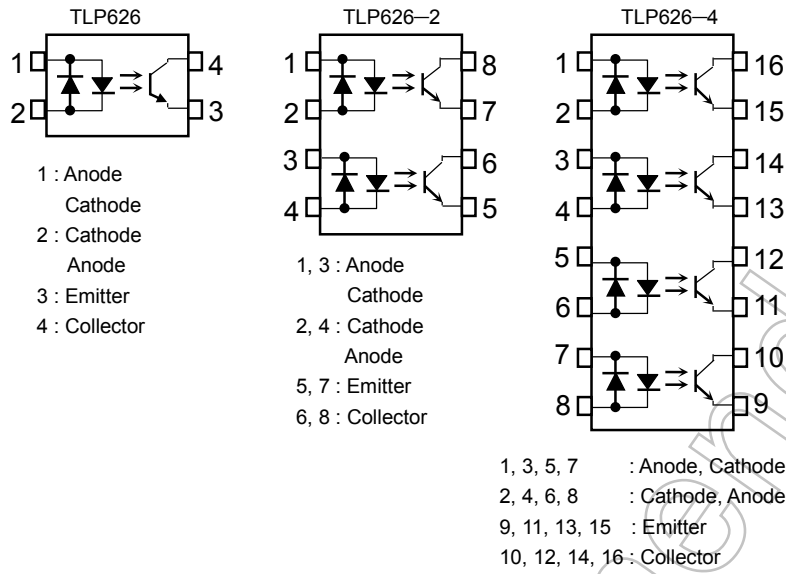 TLP626
1
2
4
3
1 : Anode
Cathode
2 : Cathode
Anode
3 : Emitter
4 : Collector
TLP626—2
1
2
3
4
8
7
6
5
1, 3 : Anode
Cathode
2, 4 : Cathode
Anode
5, 7 : Emitter
6, 8 : Collector
TLP626—4
1
2
3
4
5
6
7
8
16
15
14
13
12
11
10
9
1, 3, 5, 7 : Anode, Cathode
2, 4, 6, 8 : Cathode, Anode
9, 11, 13, 15 : Emitter
10, 12, 14, 16 : Collector